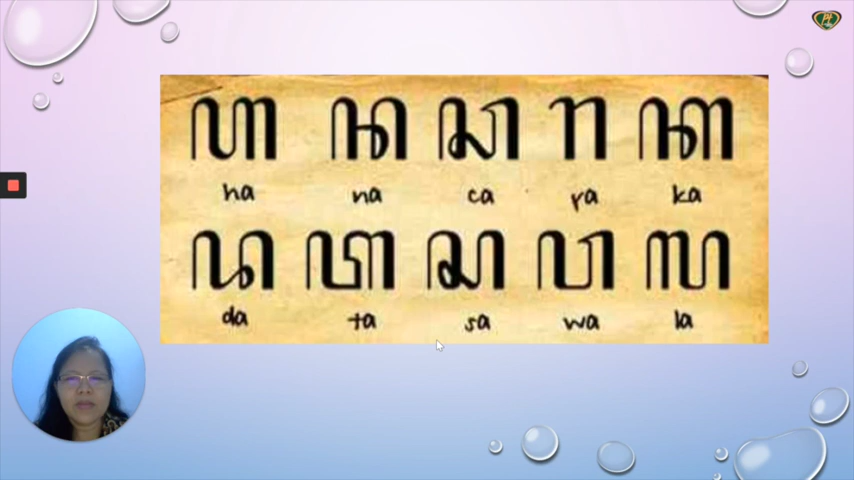 ꦲ ꦤ ꦕ ꦫ ꦏ
ha na ca ra ka
ꦢ ꦠ ꦱ ꦮ ꦭ
da ta sa wa la